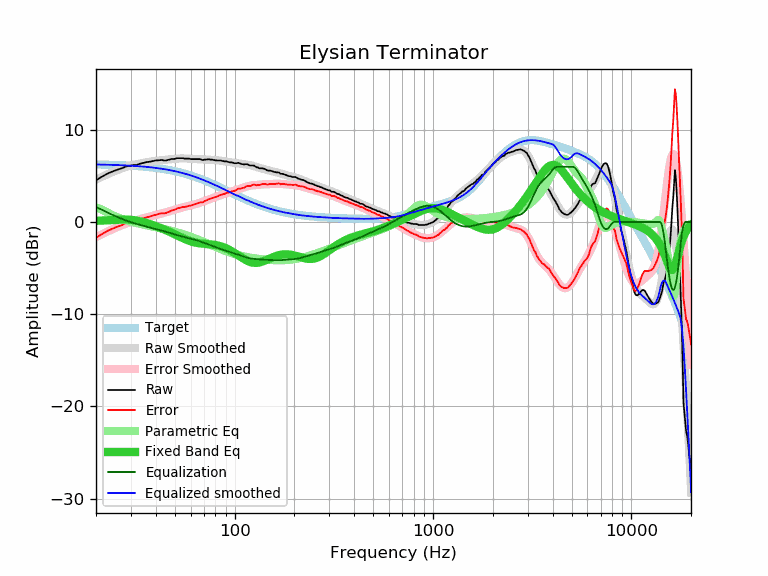 Elysian Terminator
Amplitude (dBr)
10
0
−10
−20
−30
Target
Raw Smoothed
Error Smoothed
Raw
Error
Parametric Eq
Fixed Band Eq
Equalization
Equalized smoothed
100
1000
10000
Frequency (Hz)